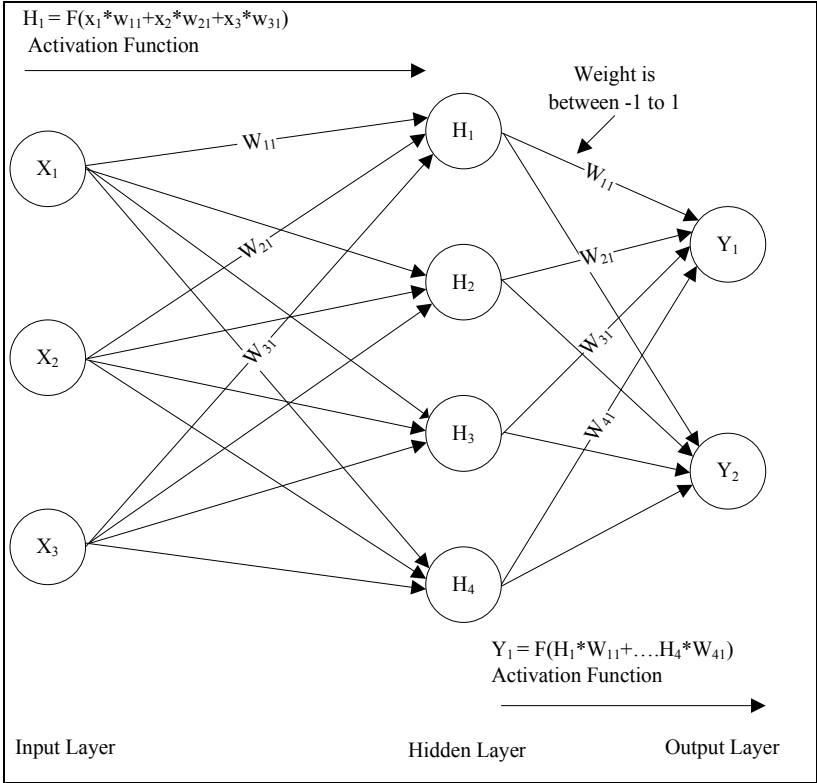 H₁ = F(x₁*w₁₁+x₂*w₂₁+x₃*w₃₁)
Activation Function
Weight is
between -1 to 1
X₁
X₂
X₃
W₁₁
W₂₁
W₃₁
H₁
H₂
H₃
H₄
W₁₁
W₂₁
W₃₁
W₄₁
Y₁
Y₂
Y₁ = F(H₁*W₁₁+….H₄*W₄₁)
Activation Function
Input Layer
Hidden Layer
Output Layer